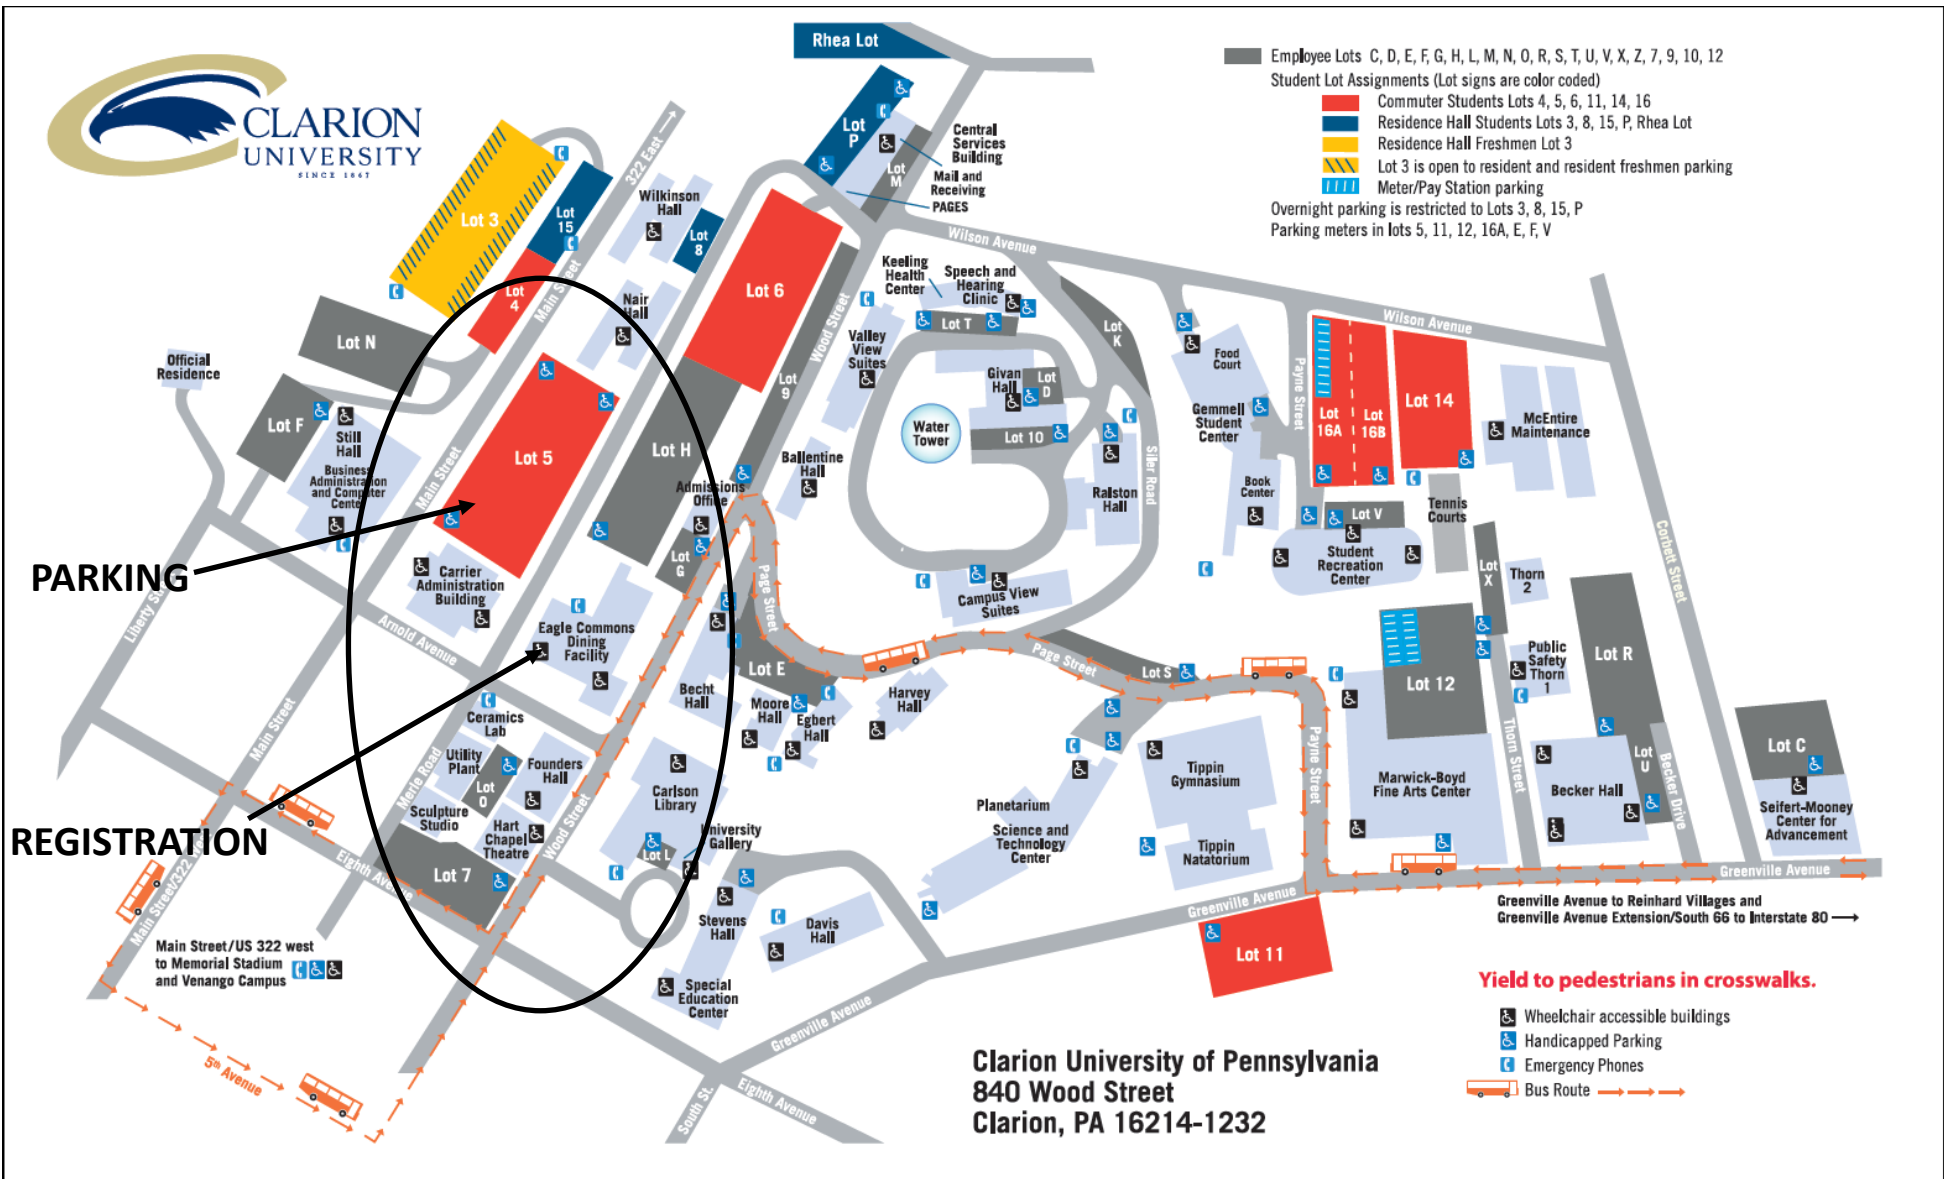 Rhea Lot
CLARION
UNIVERSITY
SINCE 1867
Employee Lots C, D, E, F, G, H, L, M, N, O, R, S, T, U, V, X, Z, 7, 9, 10, 12
Student Lot Assignments (Lot signs are color coded)
Commuter Students Lots 4, 5, 6, 11, 14, 16
Residence Hall Students Lots 3, 8, 15, P, Rhea Lot
Residence Hall Freshmen Lot 3
Lot 3 is open to resident and resident freshmen parking
Meter/Pay Station parking
Overnight parking is restricted to Lots 3, 8, 15, P
Parking meters in lots 5, 11, 12, 16A, E, F, V
Lot
P
Central
Services
Building
Lot
M
Mail and
Receiving
PAGES
322 East
Wilkinson
Hall
Lot 3
Lot
15
Lot
8
Wilson Avenue
Lot
4
Main Street
Nair
Hall
Lot 6
Wood Street
Keeling
Health
Center
Speech and
Hearing
Clinic
Lot T
Lot
K
Wilson Avenue
Lot N
Official
Residence
Valley
View
Suites
Lot
9
Givan
Hall
Lot
D
Food
Court
Payne Street
Lot
16A
Lot
16B
Lot 14
McEntire
Maintenance
Lot F
Still
Hall
Business
Administration
and Computer
Center
Main Street
Lot 5
Lot H
Water
Tower
Lot 10
Gemmell
Student
Center
Ballentine
Hall
Admissions
Office
Ralston
Hall
Siler Road
Book
Center
Lot V
Tennis
Courts
Corbett Street
PARKING
Liberty St.
Carrier
Administration
Building
Lot
G
Page Street
Campus View
Suites
Student
Recreation
Center
Lot
X
Thorn
2
Arnold Avenue
Eagle Commons
Dining
Facility
Lot E
Page Street
Lot S
Lot 12
Public
Safety
Thorn
1
Lot R
Becht
Hall
Moore
Hall
Egbert
Hall
Harvey
Hall
Main Street
Ceramics
Lab
Utility
Plant
Merle Road
Lot
O
Founders
Hall
Sculpture
Studio
Hart
Chapel
Theatre
Wood Street
Carlson
Library
University
Gallery
Lot L
Planetarium
Science and
Technology
Center
Tippin
Gymnasium
Tippin
Natatorium
Payne Street
Marwick-Boyd
Fine Arts Center
Thorn Street
Becker Hall
Lot
U
Becker Drive
Lot C
Seifert-Mooney
Center for
Advancement
REGISTRATION
Main Street/322 West
Eighth Avenue
Lot 7
Stevens
Hall
Davis
Hall
Special
Education
Center
Greenville Avenue
Greenville Avenue
Lot 11
Greenville Avenue to Reinhard Villages and
Greenville Avenue Extension/South 66 to Interstate 80
Main Street/US 322 west
to Memorial Stadium
and Venango Campus
5th Avenue
Greenville Avenue
South St.
Eighth Avenue
Clarion University of Pennsylvania
840 Wood Street
Clarion, PA 16214-1232
Yield to pedestrians in crosswalks.
Wheelchair accessible buildings
Handicapped Parking
Emergency Phones
Bus Route